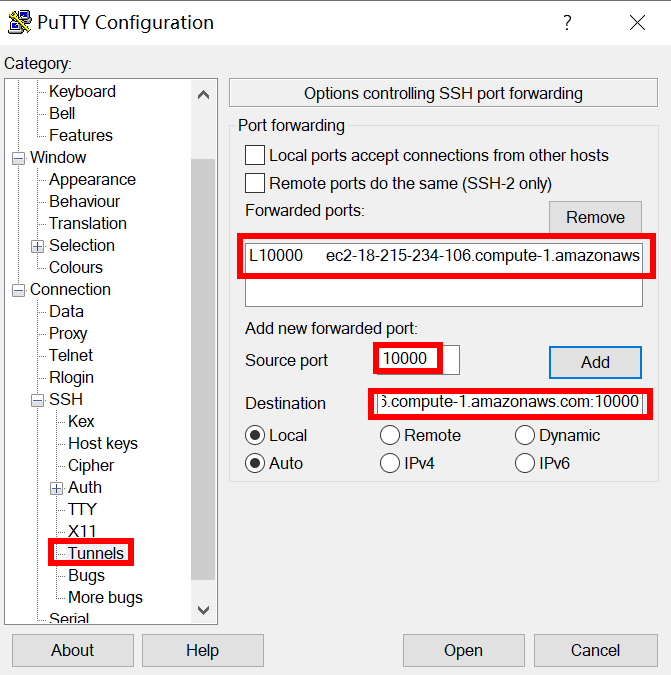 PuTTY Configuration ?
Category:
Keyboard
Bell
Features
Window
Appearance
Behaviour
Translation
Selection
Colours
Connection
Data
Proxy
Telnet
Rlogin
SSH
Kex
Host keys
Cipher
Auth
TTY
X11
Tunnels
Bugs
More bugs
Serial
Options controlling SSH port forwarding
Port forwarding
Local ports accept connections from other hosts
Remote ports do the same (SSH-2 only)
Forwarded ports:
Remove
L10000 ec2-18-215-234-106.compute-1.amazonaws
Add new forwarded port:
Source port 10000 Add
Destination .compute-1.amazonaws.com:10000
Local Remote Dynamic
Auto IPv4 IPv6
About Help Open Cancel